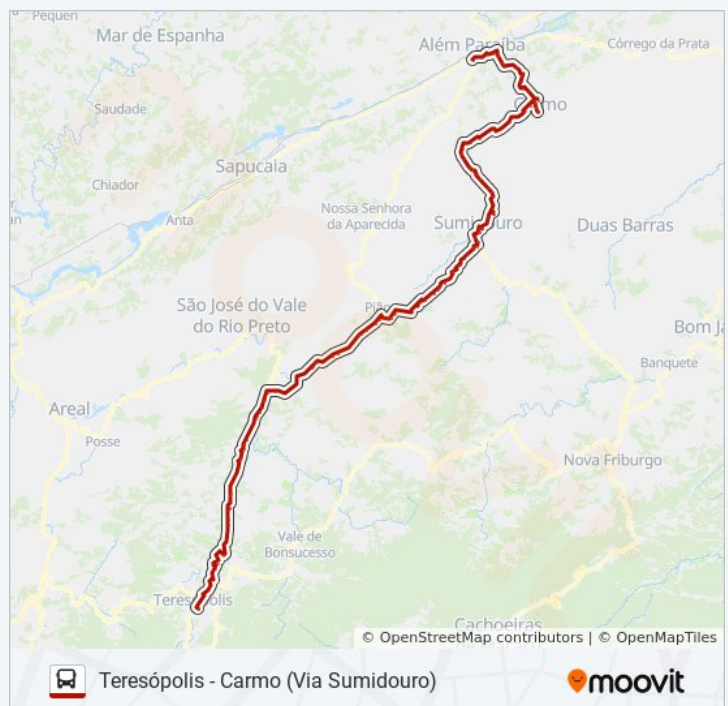 Pequeri
Mar de Espanha
Além Paraíba
Córrego da Prata
Saudade
Sapucaia
Chiador
Nossa Senhora
da Aparecida
Anta
Sumidouro
Duas Barras
São José do Vale
do Rio Preto
Bom Ja
Banquete
Areal
Posse
Nova Friburgo
Vale de
Bonsucesso
Teresópolis
Cachoeiras
© OpenStreetMap contributors | © OpenMapTiles
Teresópolis - Carmo (Via Sumidouro)
moovit